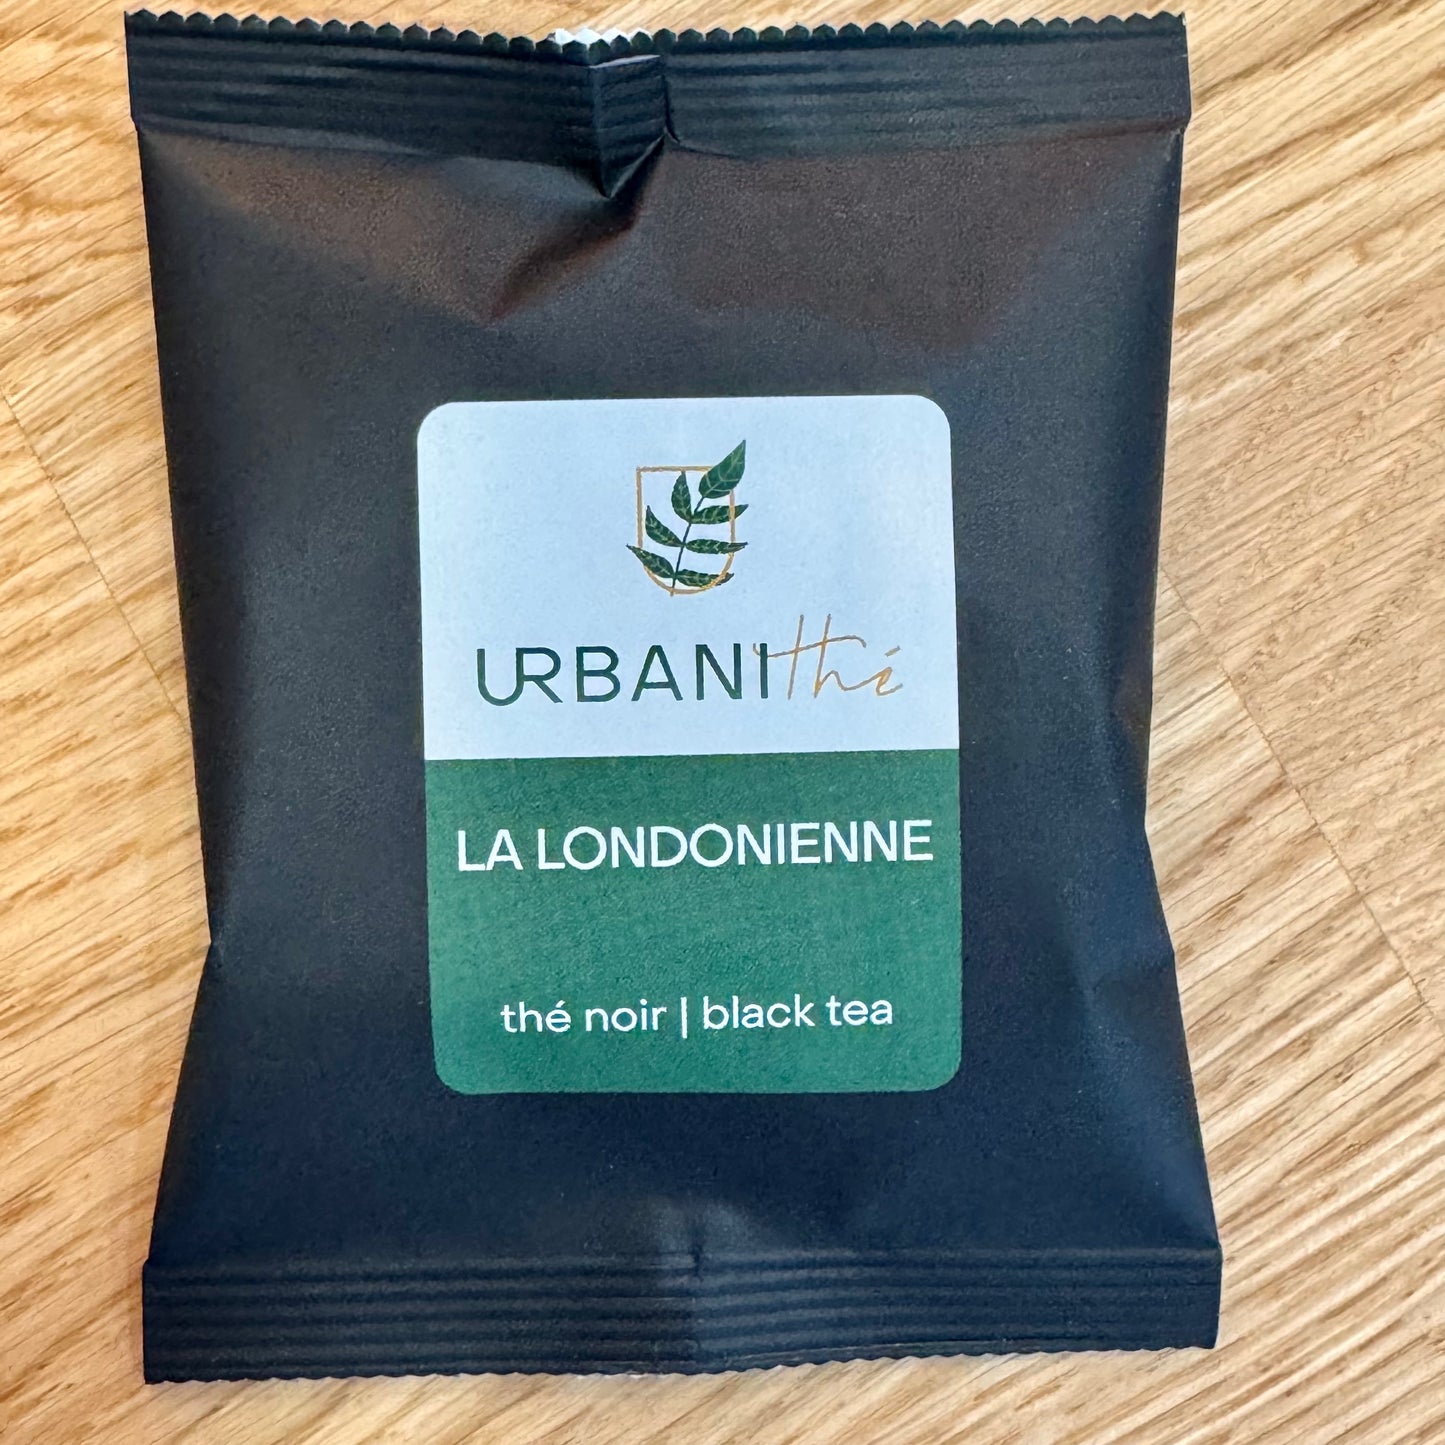 URBANIthé
LA LONDONIENNE
thé noir | black tea